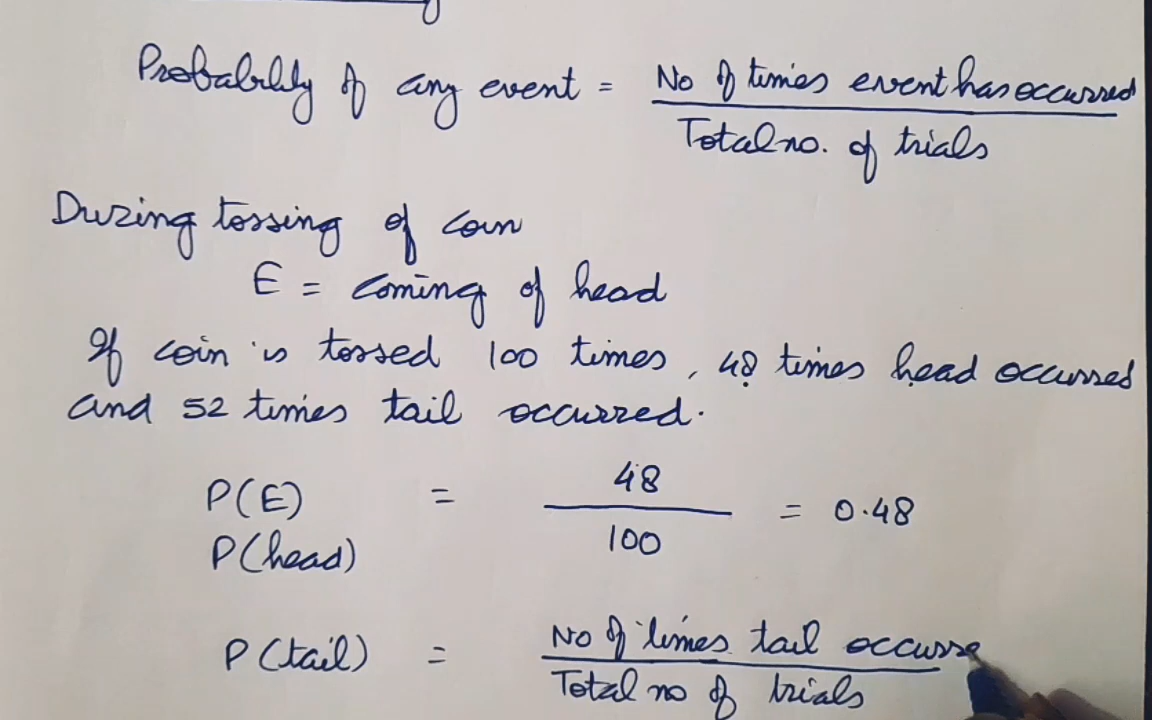 Probability of any event = No of times event has occurred
Total no. of trials
During tossing of coin
E = coming of head
If coin is tossed 100 times, 48 times head occurred
and 52 times tail occurred.
P(E) = 48 / 100 = 0.48
P(head)
P(tail) = No of times tail occurre
Total no of trials